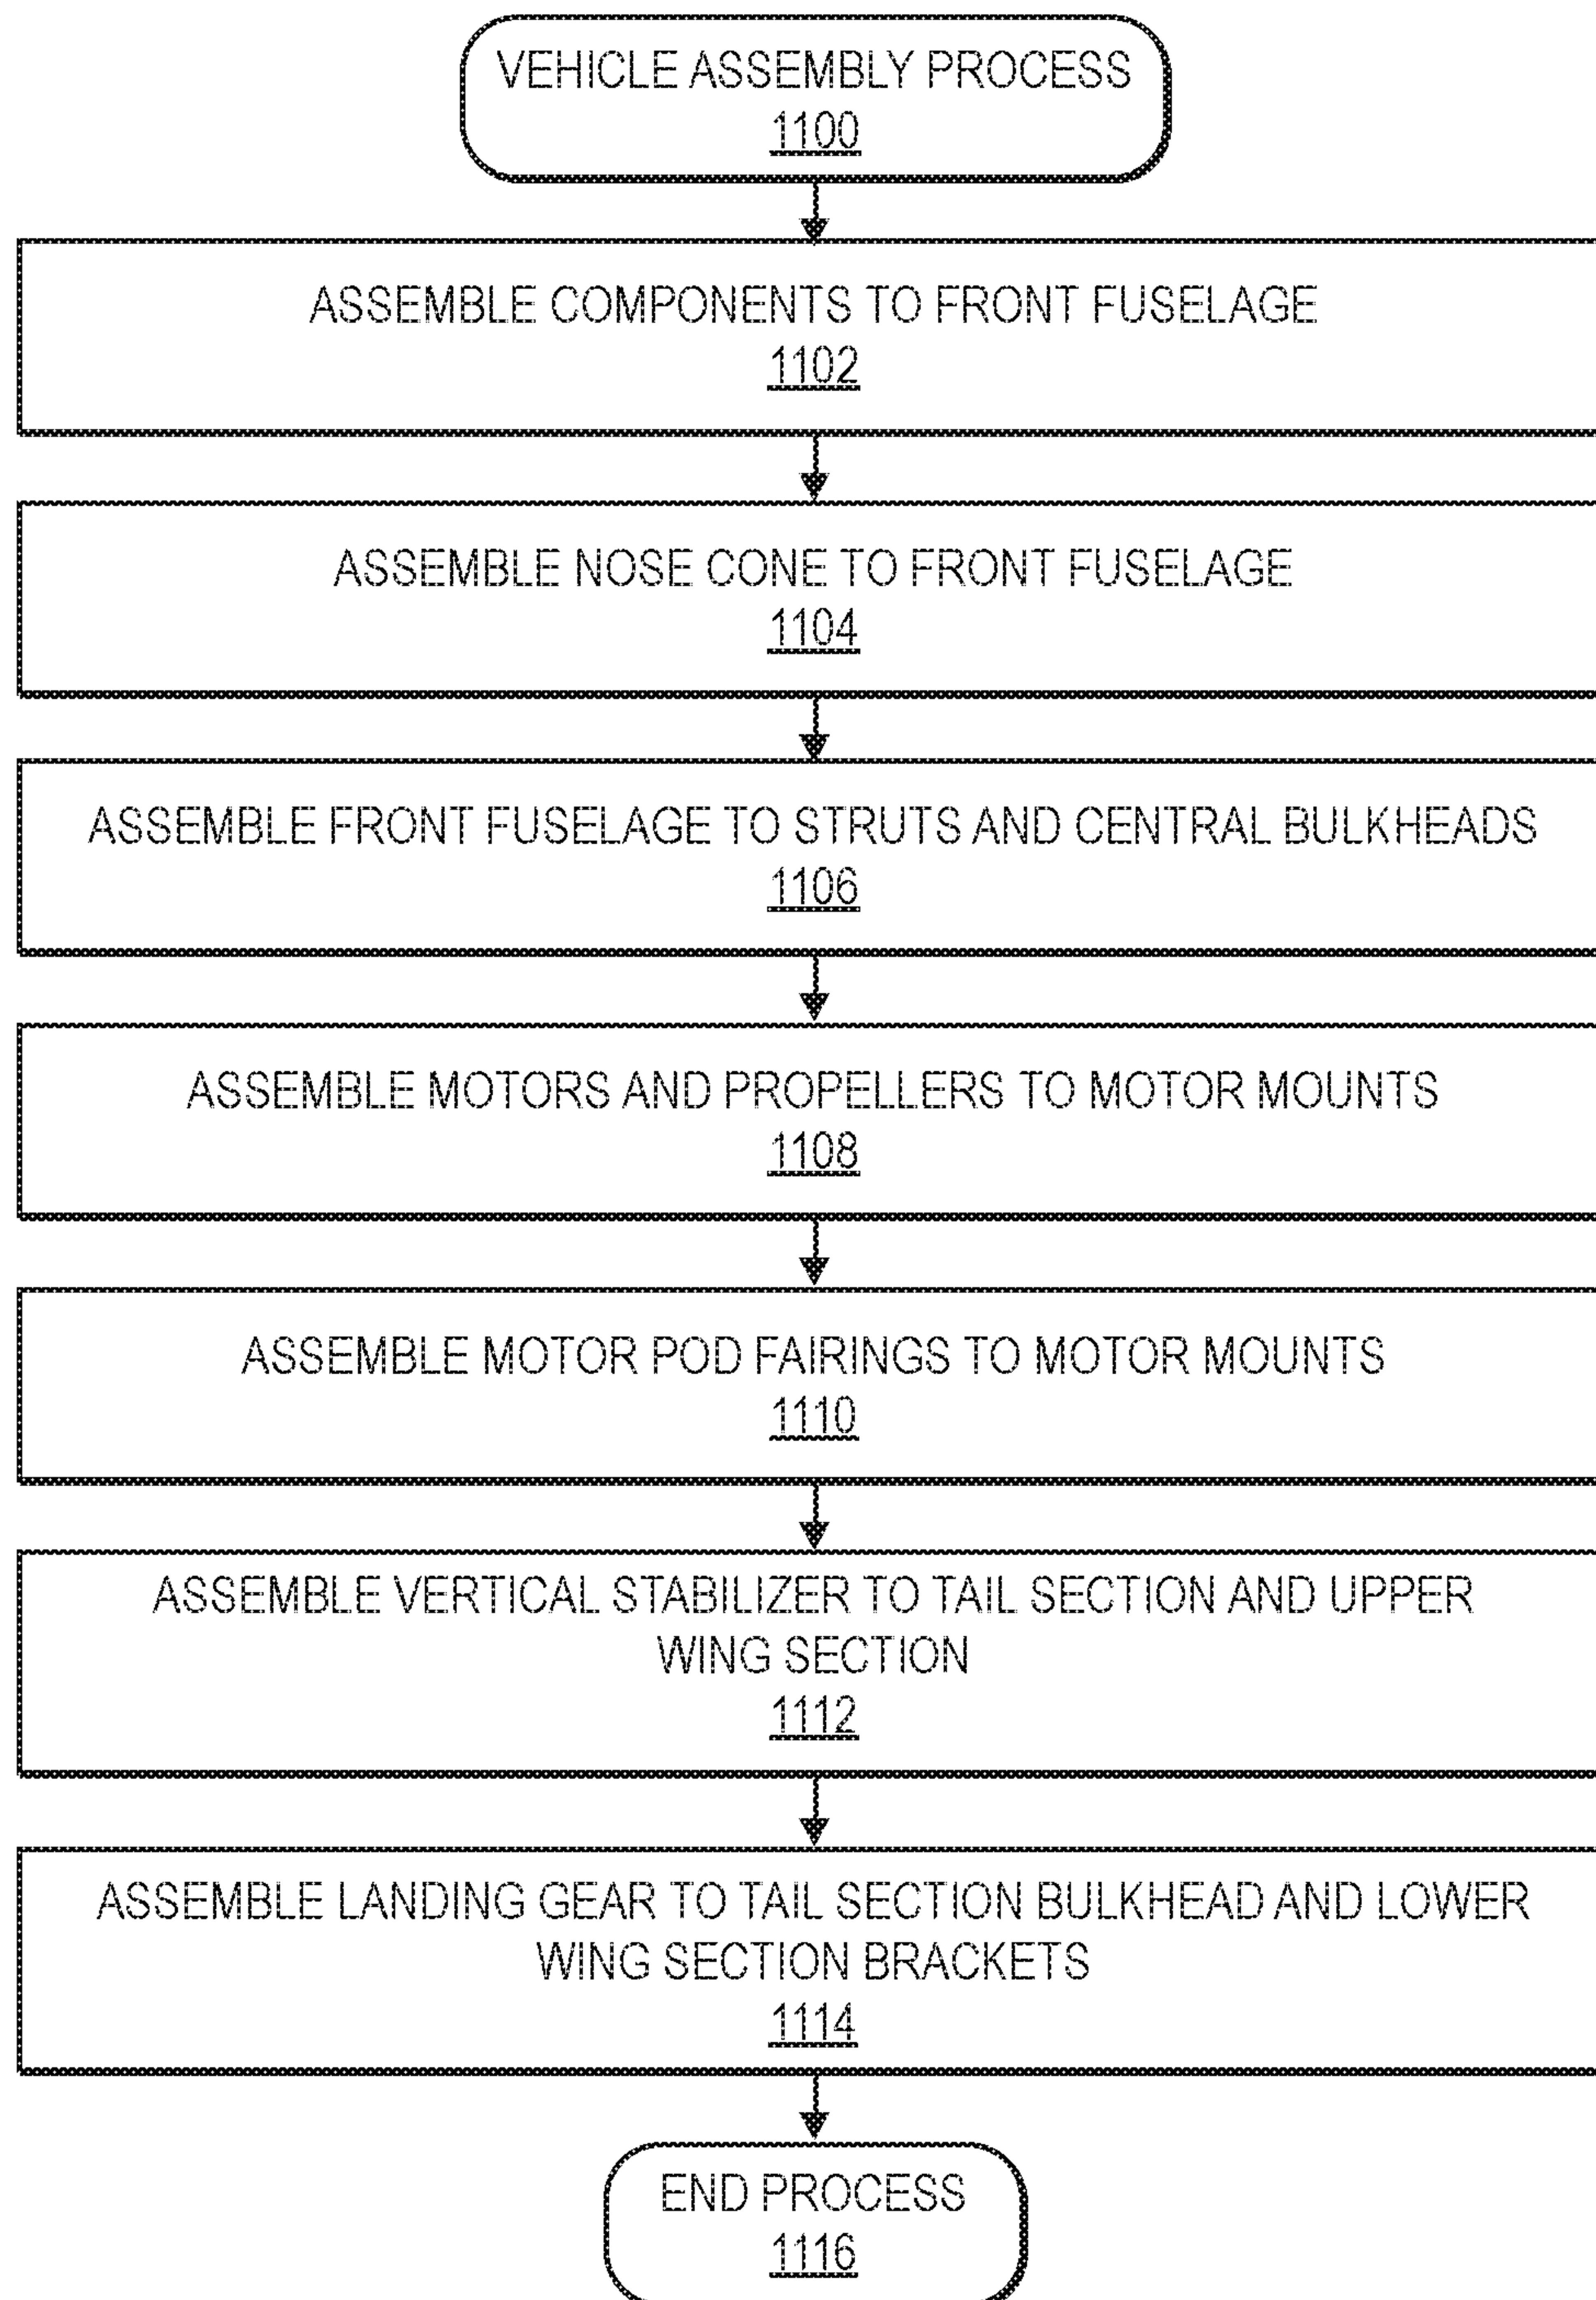 VEHICLE ASSEMBLY PROCESS
1100
ASSEMBLE COMPONENTS TO FRONT FUSELAGE
1102
ASSEMBLE NOSE CONE TO FRONT FUSELAGE
1104
ASSEMBLE FRONT FUSELAGE TO STRUTS AND CENTRAL BULKHEADS
1106
ASSEMBLE MOTORS AND PROPELLERS TO MOTOR MOUNTS
1108
ASSEMBLE MOTOR POD FAIRINGS TO MOTOR MOUNTS
1110
ASSEMBLE VERTICAL STABILIZER TO TAIL SECTION AND UPPER
WING SECTION
1112
ASSEMBLE LANDING GEAR TO TAIL SECTION BULKHEAD AND LOWER
WING SECTION BRACKETS
1114
END PROCESS
1116